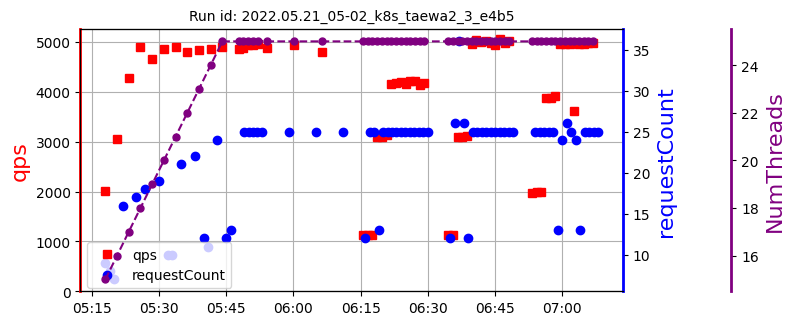 Run id: 2022.05.21_05-02_k8s_taewa2_3_e4b5
5000
4000
3000
2000
1000
0
qps
35
30
25
20
15
10
requestCount
24
22
20
18
16
NumThreads
qps
requestCount
05:15 05:30 05:45 06:00 06:15 06:30 06:45 07:00